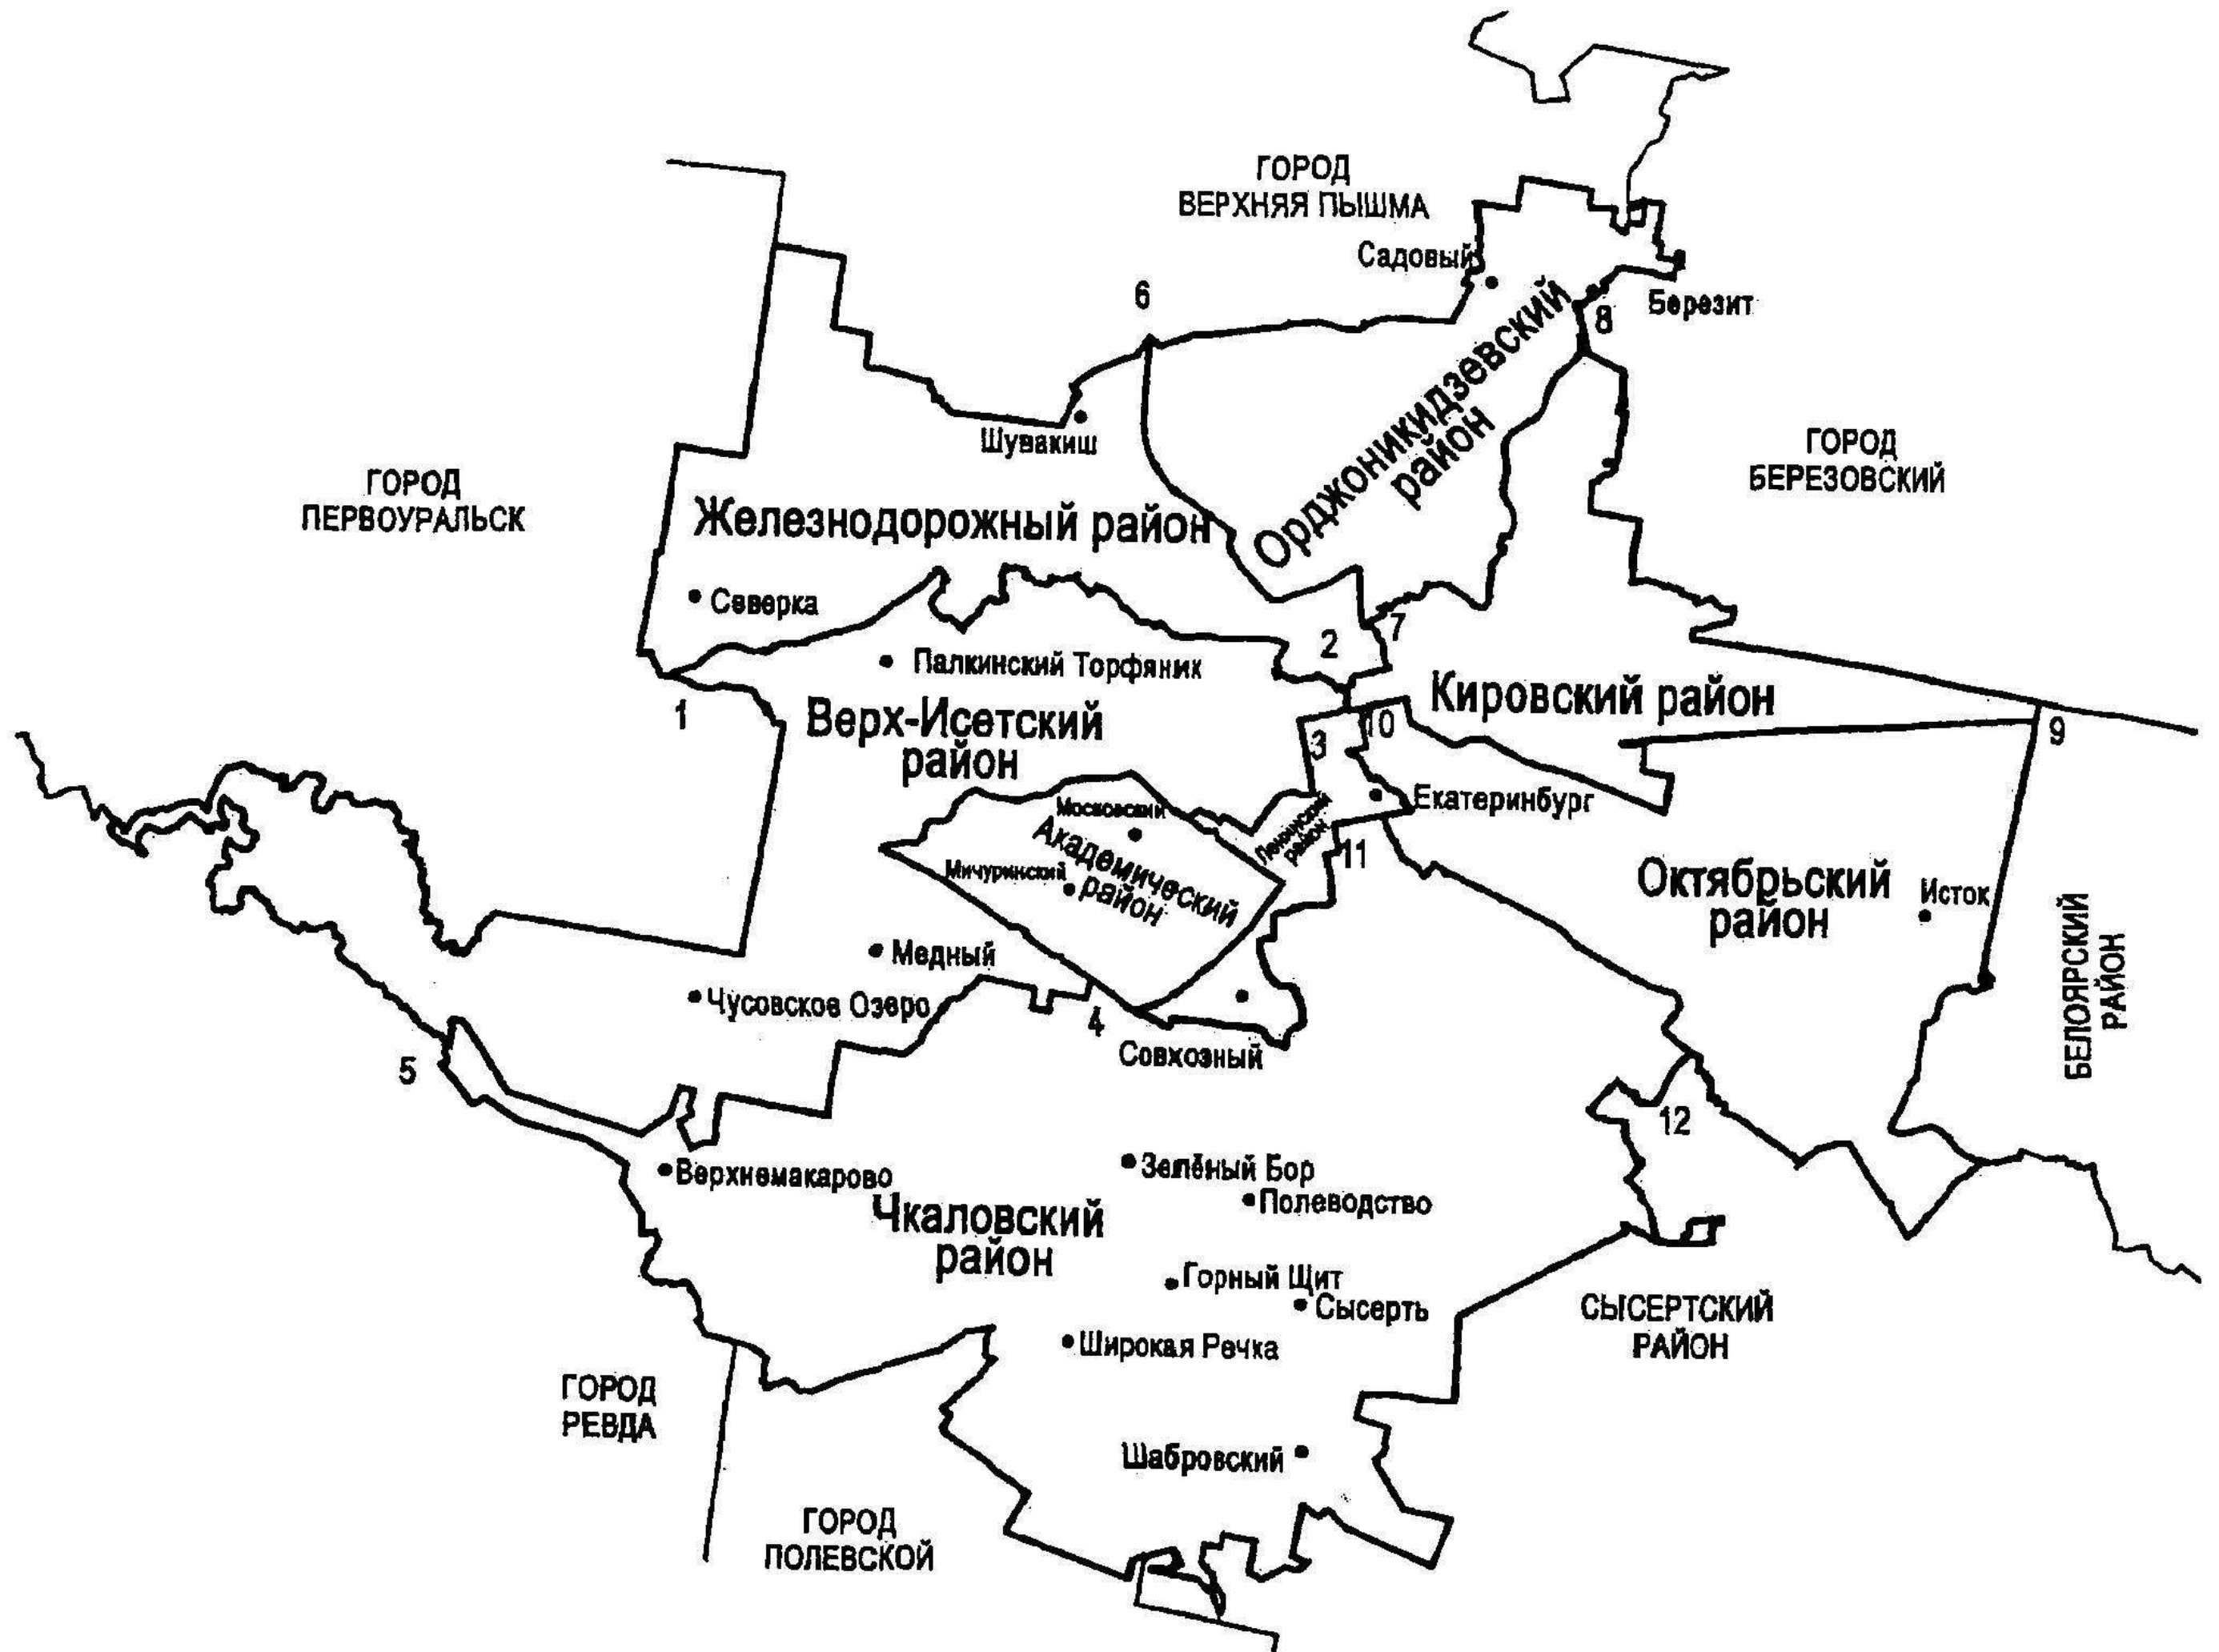 ГОРОД
ВЕРХНЯЯ ПЫШМА
Садовый
6
Березит
8
Шувакиш
Орджоникидзевский
район
ГОРОД
БЕРЕЗОВСКИЙ
ГОРОД
ПЕРВОУРАЛЬСК
Железнодорожный район
Северка
7
2
Палкинский Торфяник
Кировский район
1
Верх-Исетский
район
10
3
9
Московский
Екатеринбург
Ленинский
район
11
Академический
район
Мичуринский
Октябрьский
район
Исток
БЕЛОЯРСКИЙ
РАЙОН
Медный
Чусовское Озеро
4
Совхозный
5
12
Верхнемакарово
Зелёный Бор
Полеводство
Чкаловский
район
Горный Щит
Сысерть
Широкая Речка
СЫСЕРТСКИЙ
РАЙОН
ГОРОД
РЕВДА
Шабровский
ГОРОД
ПОЛЕВСКОЙ